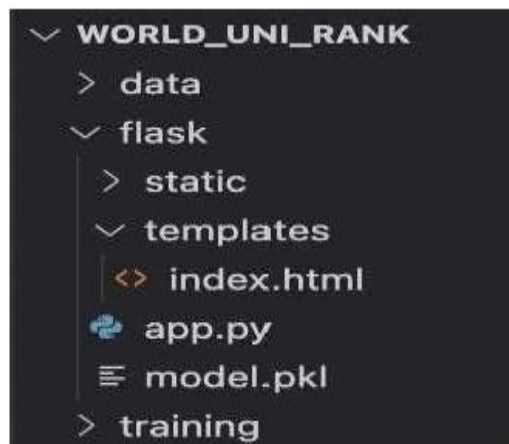 WORLD_UNI_RANK
data
flask
static
templates
index.html
app.py
model.pkl
training